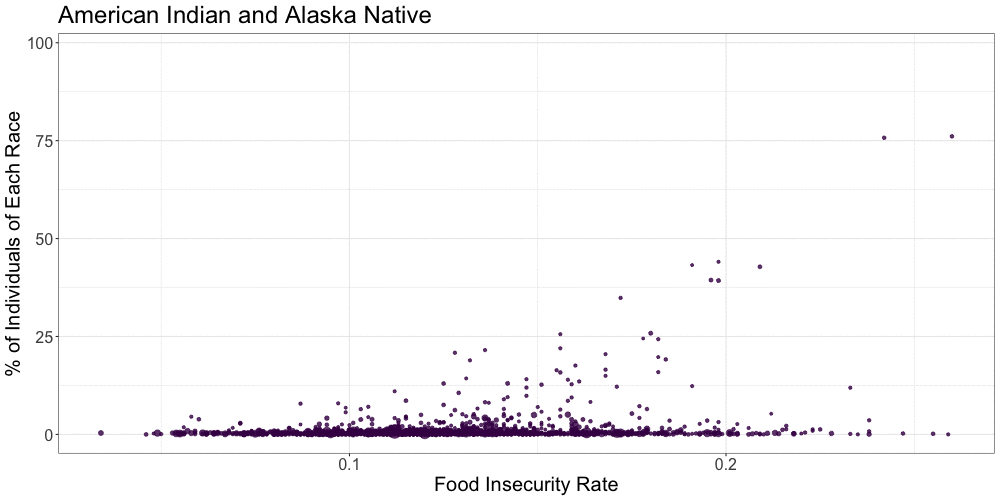 American Indian and Alaska Native
% of Individuals of Each Race
100
75
50
25
0
0.1
0.2
Food Insecurity Rate